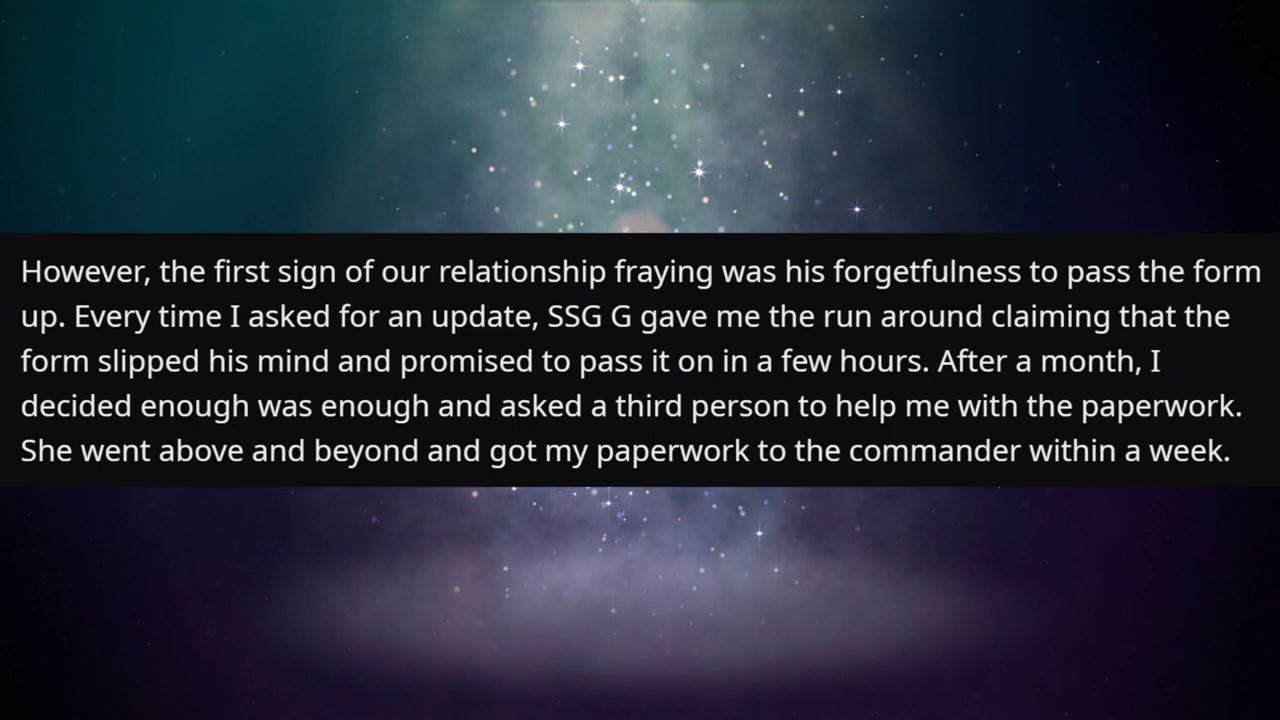 However, the first sign of our relationship fraying was his forgetfulness to pass the form
up. Every time I asked for an update, SSG G gave me the run around claiming that the
form slipped his mind and promised to pass it on in a few hours. After a month, I
decided enough was enough and asked a third person to help me with the paperwork.
She went above and beyond and got my paperwork to the commander within a week.